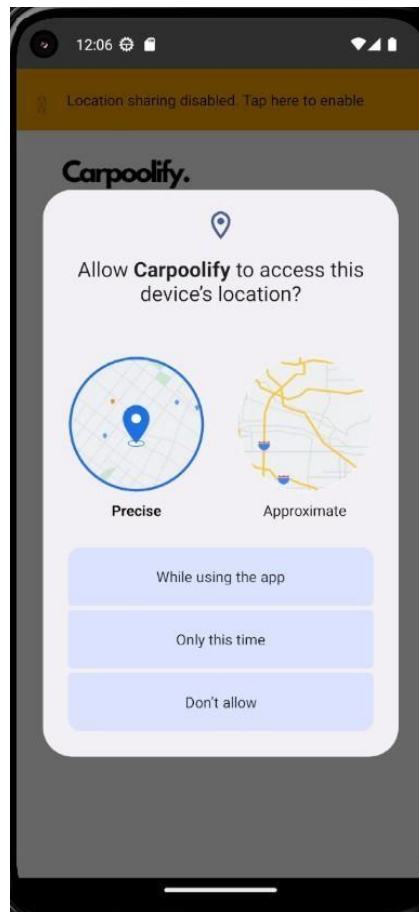 12:06
Location sharing disabled. Tap here to enable
Carpoolify.
Allow Carpoolify to access this
device's location?
Precise
Approximate
While using the app
Only this time
Don't allow